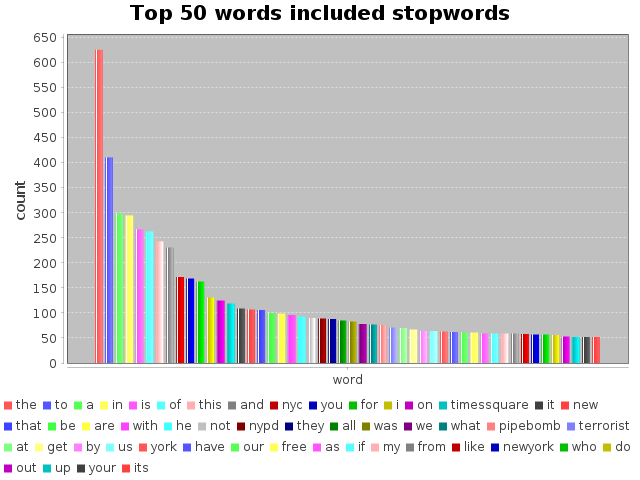 Top 50 words included stopwords
650
600
550
500
450
400
350
300
250
200
150
100
50
0
count
word
the to a in is of this and nyc you for i on timessquare it new
that be are with he not nypd they all was we what pipebomb terrorist
at get by us york have our free as if my from like newyork who do
out up your its